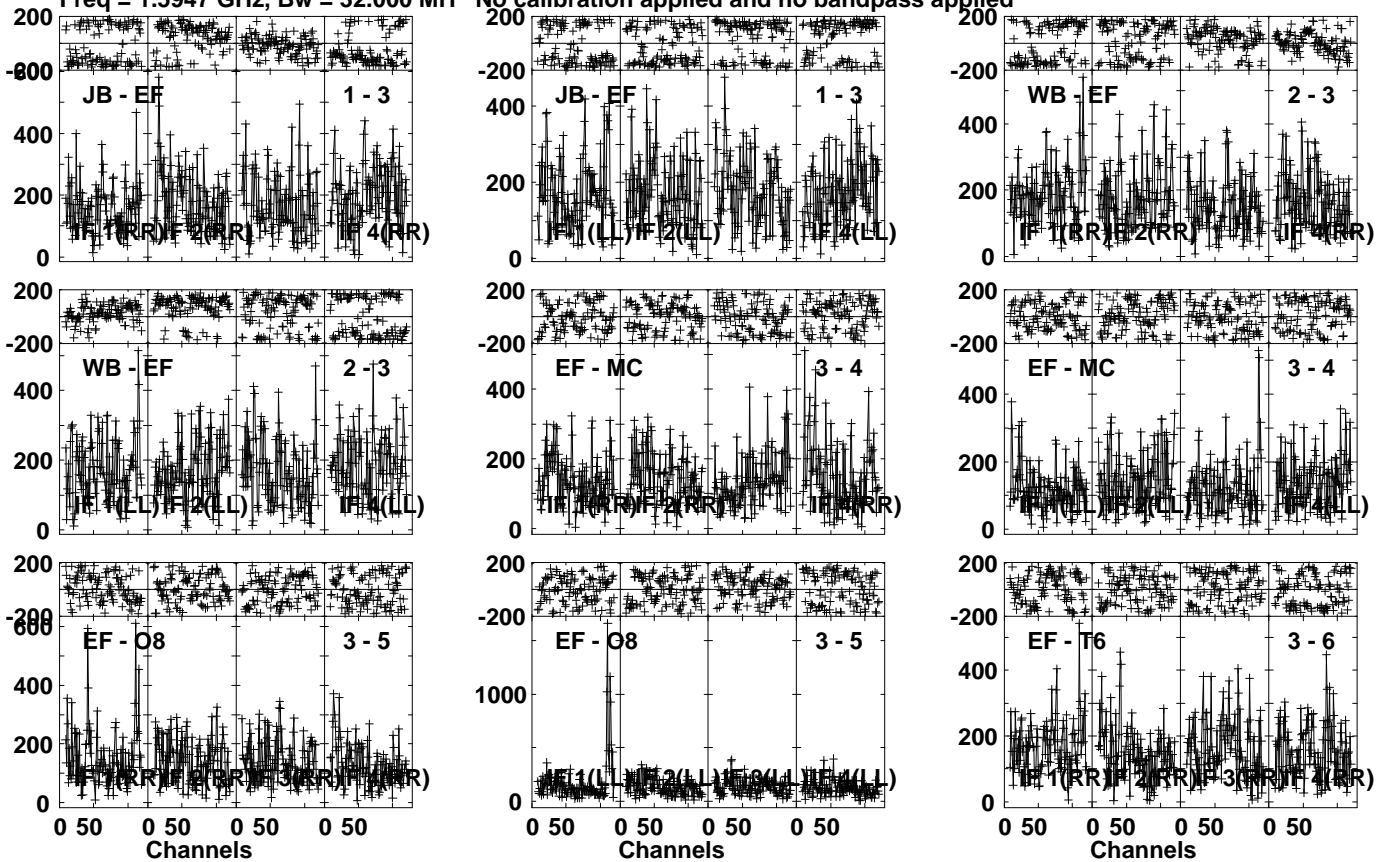 Freq = 1.5947 GHz, Bw = 32.000 MH No calibration applied and no bandpass applied
200 200 200
-200 -200
600
JB - EF 1 - 3 JB - EF 1 - 3 WB - EF 2 - 3
400 400 400
200 200 200
IF 1(RR) IF 2(RR) IF 4(RR) IF 1(LL) IF 2(LL) IF 4(LL) IF 1(RR) IF 2(RR) IF 4(RR)
0 0 0
200 200 200
-200 -200 -200
WB - EF 2 - 3 EF - MC 3 - 4 EF - MC 3 - 4
400 400 400
200 200 200
IF 1(LL) IF 2(LL) IF 4(LL) IF 1(RR) IF 2(RR) IF 4(RR) IF 1(LL) IF 2(LL) IF 4(LL)
0 0 0
200 200 200
-200 -200 -200
600
EF - O8 3 - 5 EF - O8 3 - 5 EF - T6 3 - 6
400 1000 400
200 200
IF 1(RR) IF 2(RR) IF 3(RR) IF 4(RR) IF 1(LL) IF 2(LL) IF 3(LL) IF 4(LL) IF 1(RR) IF 2(RR) IF 3(RR) IF 4(RR)
0 0 0
0 50 0 50 0 50 0 50 0 50 0 50 0 50 0 50 0 50 0 50 0 50 0 50
Channels Channels Channels